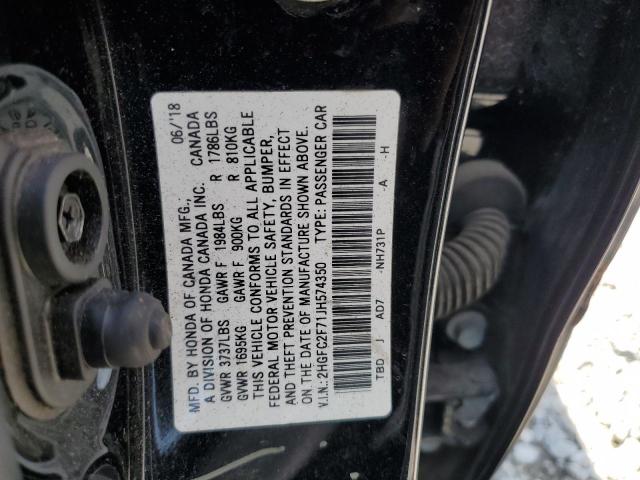 MFD. BY HONDA OF CANADA MFG., 06/'18
A DIVISION OF HONDA CANADA INC. CANADA
GVWR 3737LBS GAWR F 1984LBS R 1786LBS
GVWR 1695KG GAWR F 900KG R 810KG
THIS VEHICLE CONFORMS TO ALL APPLICABLE
FEDERAL MOTOR VEHICLE SAFETY, BUMPER,
AND THEFT PREVENTION STANDARDS IN EFFECT
ON THE DATE OF MANUFACTURE SHOWN ABOVE.
V.I.N.: 2HGFC2F71JH574350 TYPE: PASSENGER CAR
TBD J- AD7 -NH731P -A -H